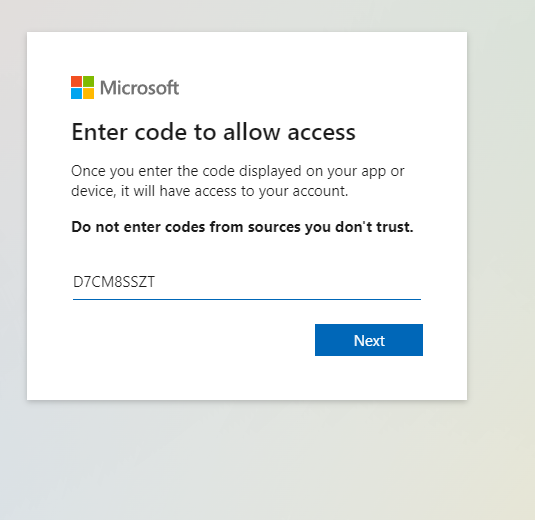 Microsoft
Enter code to allow access
Once you enter the code displayed on your app or
device, it will have access to your account.
Do not enter codes from sources you don't trust.
D7CM8SSZT
Next